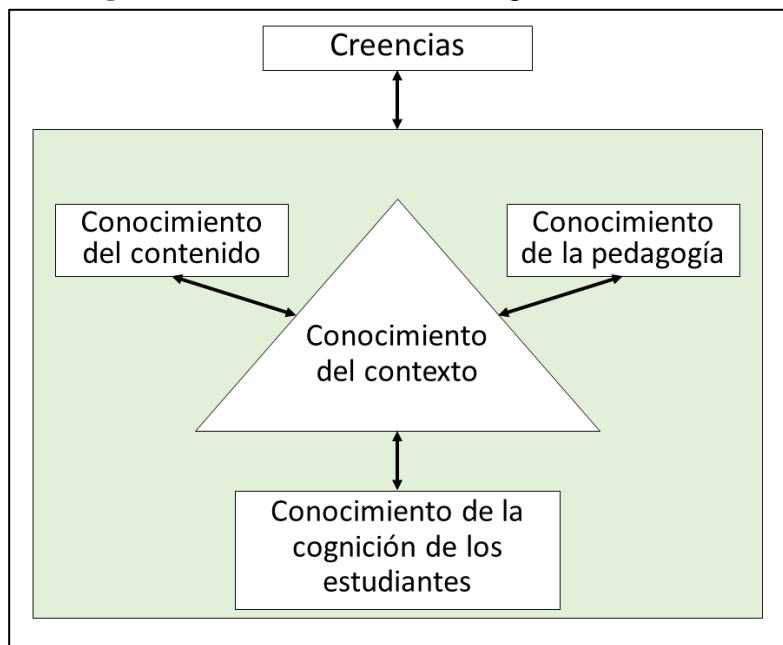 Creencias
Conocimiento
del contenido
Conocimiento
de la pedagogía
Conocimiento
del contexto
Conocimiento de la
cognición de los
estudiantes